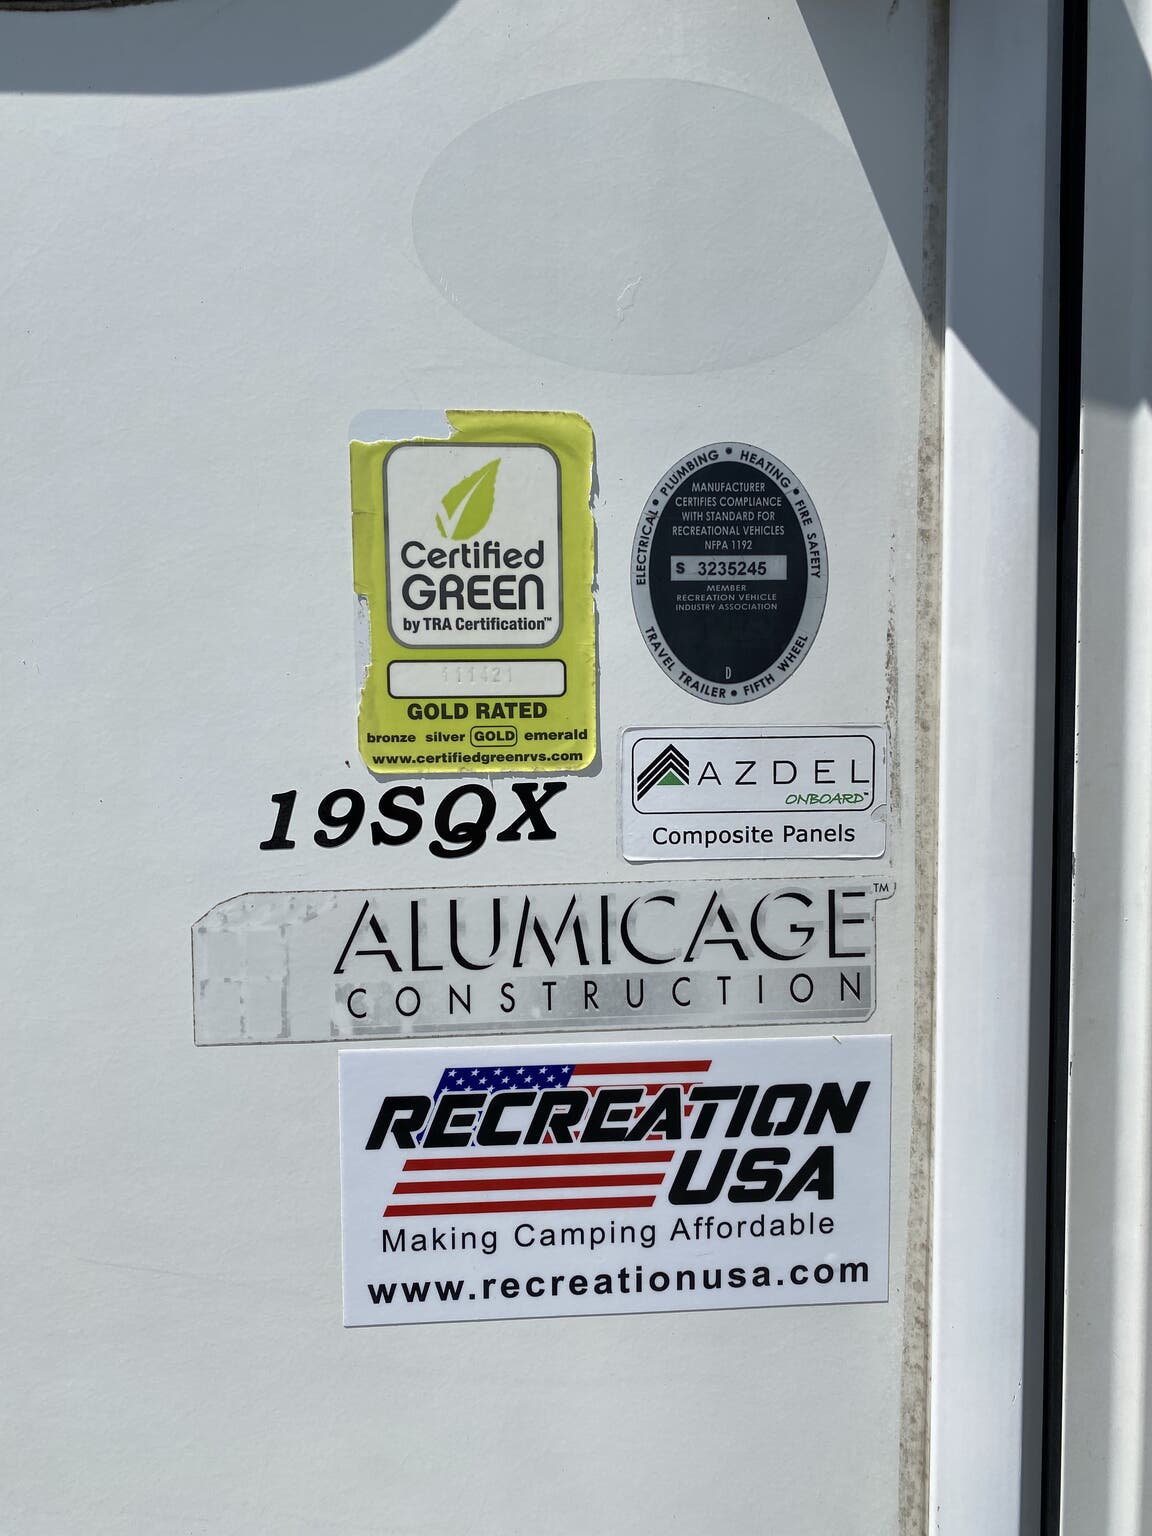 Certified
GREEN
by TRA Certification™
111421
GOLD RATED
bronze silver GOLD emerald
www.certifiedgreenrvs.com
ELECTRICAL • PLUMBING • HEATING • FIRE SAFETY
MANUFACTURER
CERTIFIES COMPLIANCE
WITH STANDARD FOR
RECREATIONAL VEHICLES
NFPA 1192
S 3235245
MEMBER
RECREATION VEHICLE
INDUSTRY ASSOCIATION
D
TRAVEL TRAILER • FIFTH WHEEL
AZDEL
ONBOARD™
Composite Panels
19SQX
ALUMICAGE™
CONSTRUCTION
RECREATION
USA
Making Camping Affordable
www.recreationusa.com